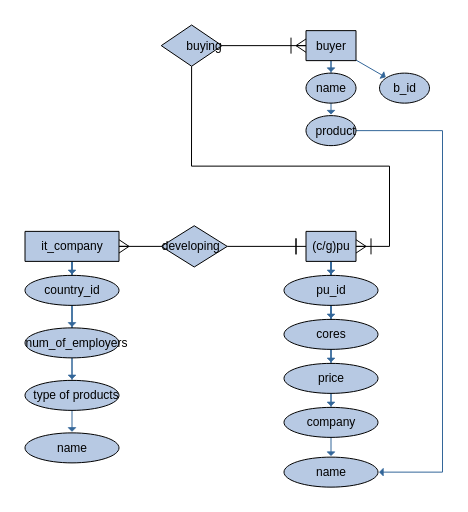 buying
buyer
name
b_id
product
it_company
developing
(c/g)pu
country_id
pu_id
num_of_employers
cores
type of products
price
company
name
name